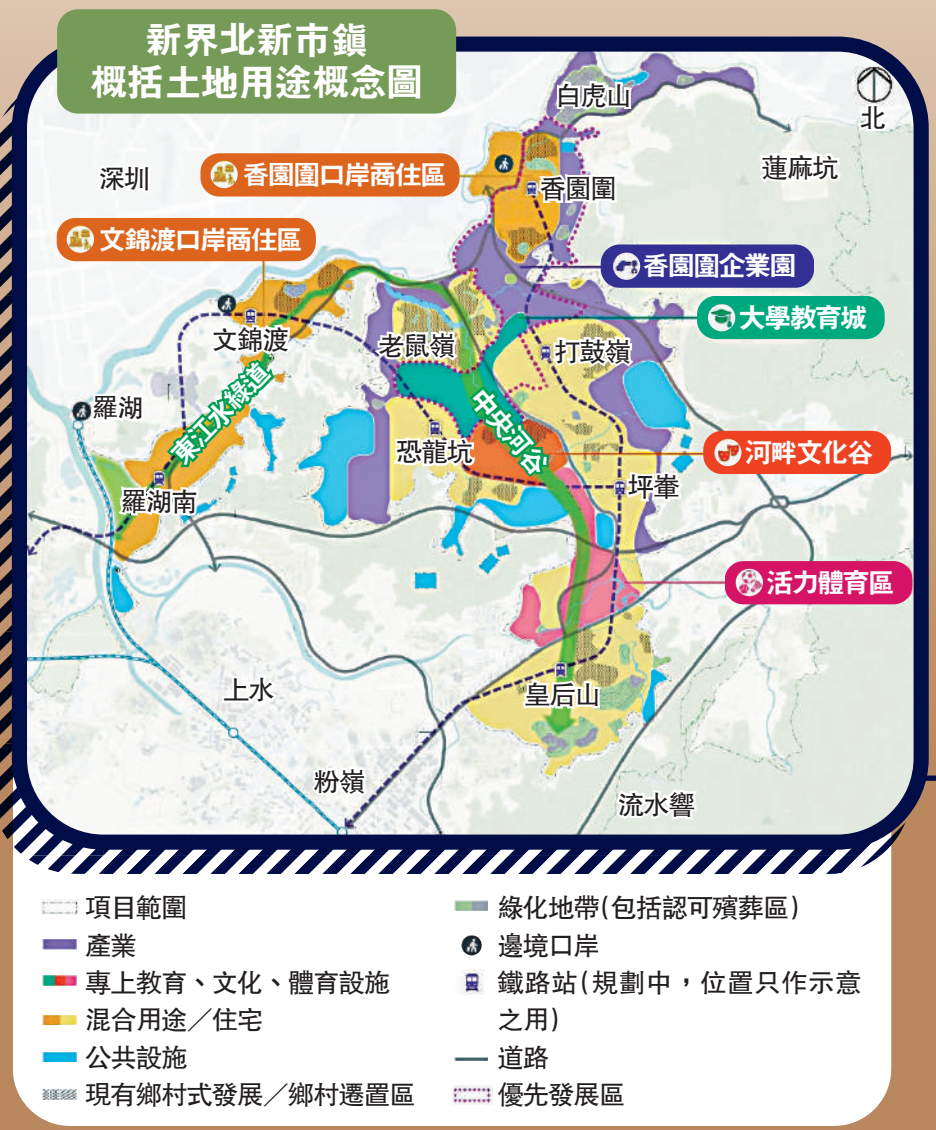 新界北新市鎮
概括土地用途概念圖
白虎山
北
深圳
香園圍口岸商住區
香園圍
蓮麻坑
文錦渡口岸商住區
香園圍企業園
大學教育城
文錦渡
老鼠嶺
打鼓嶺
羅湖
東江水綠道
中央河谷
恐龍坑
河畔文化谷
羅湖南
坪輋
活力體育區
上水
皇后山
粉嶺
流水響
項目範圍
產業
專上教育、文化、體育設施
混合用途／住宅
公共設施
現有鄉村式發展／鄉村遷置區
綠化地帶(包括認可殯葬區)
邊境口岸
鐵路站(規劃中，位置只作示意
之用)
道路
優先發展區